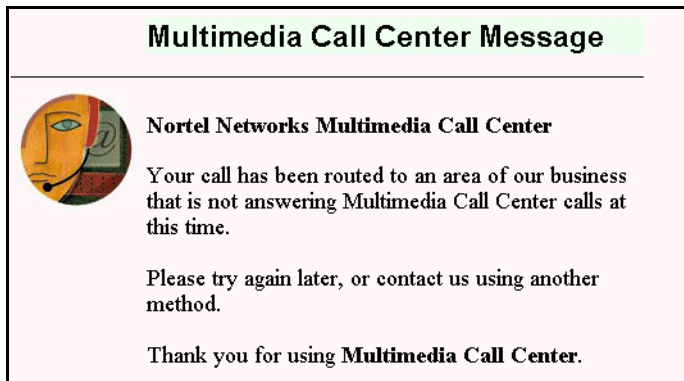 Multimedia Call Center Message
@
Nortel Networks Multimedia Call Center
Your call has been routed to an area of our business
that is not answering Multimedia Call Center calls at
this time.
Please try again later, or contact us using another
method.
Thank you for using Multimedia Call Center.